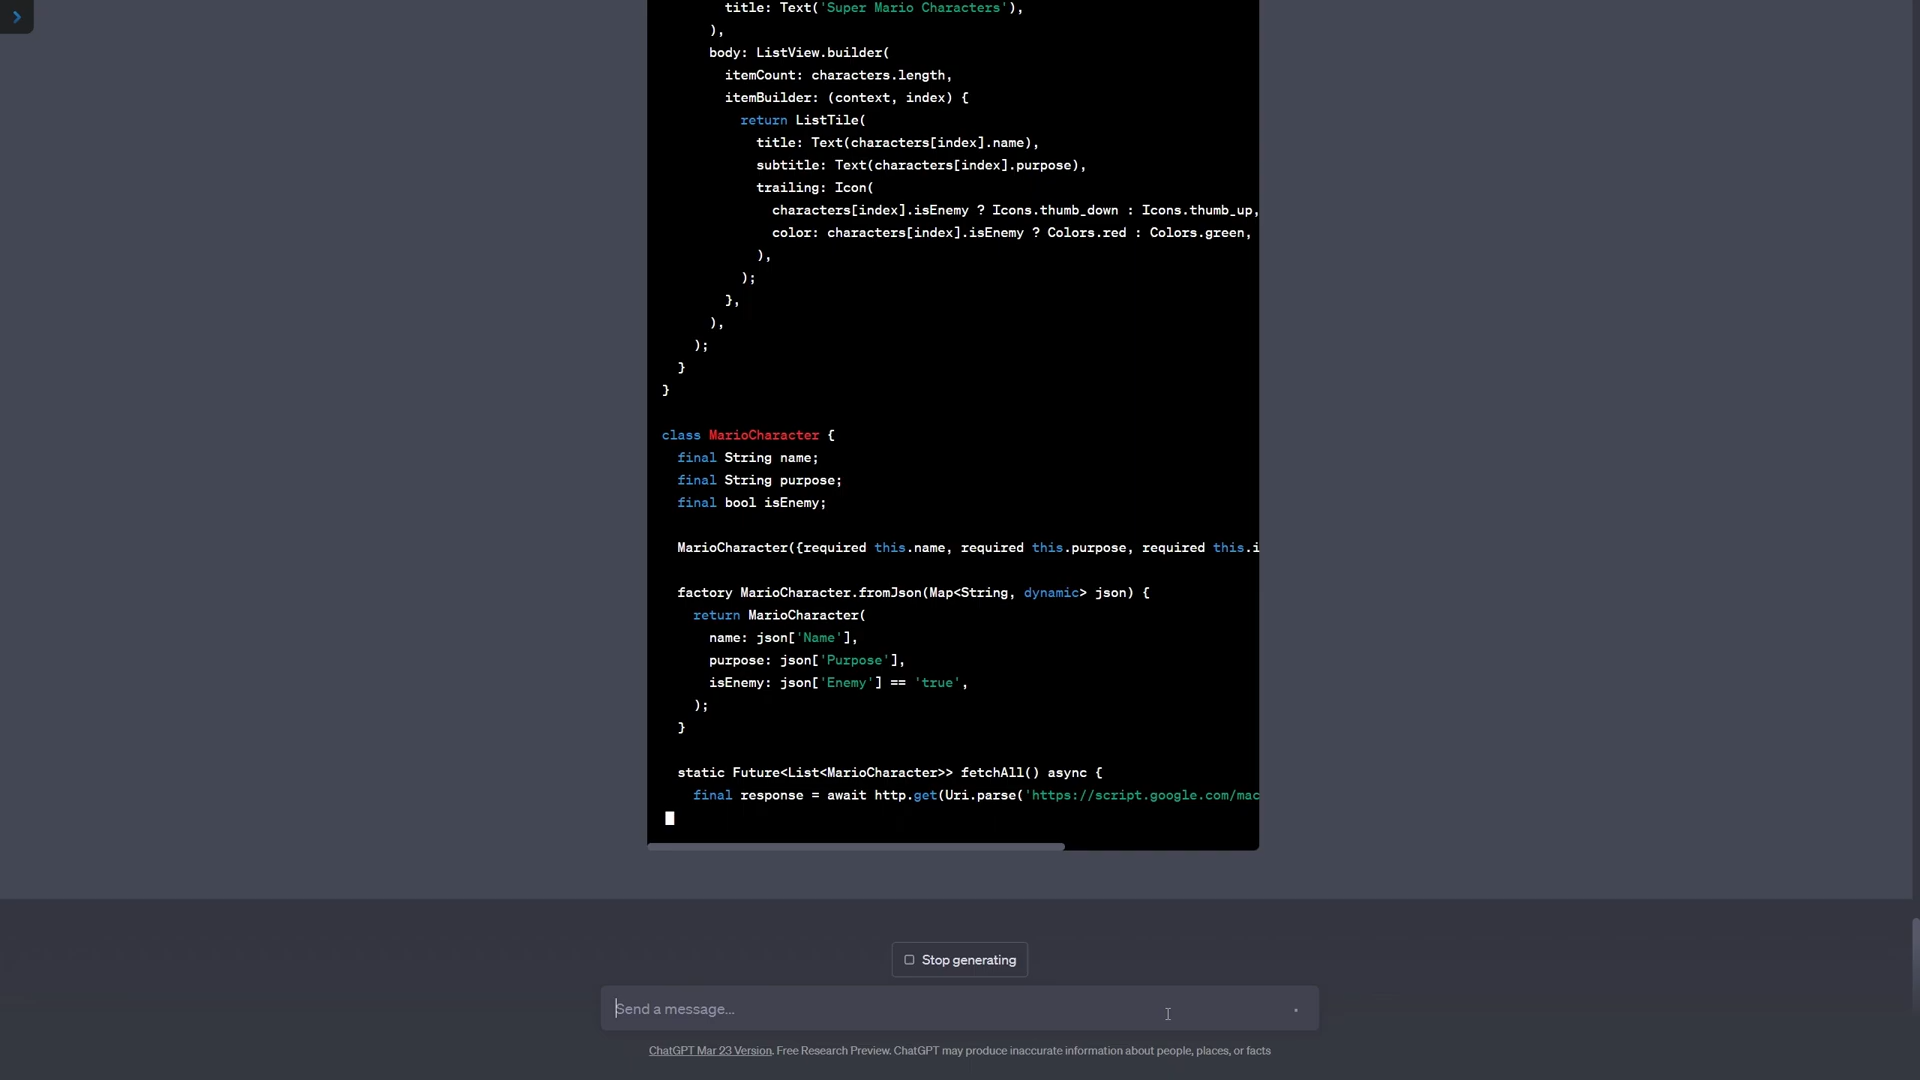 title: Text('Super Mario Characters'),
),
body: ListView.builder(
itemCount: characters.length,
itemBuilder: (context, index) {
return ListTile(
title: Text(characters[index].name),
subtitle: Text(characters[index].purpose),
trailing: Icon(
characters[index].isEnemy ? Icons.thumb_down : Icons.thumb_up,
color: characters[index].isEnemy ? Colors.red : Colors.green,
),
);
},
),
);
}
}
class MarioCharacter {
final String name;
final String purpose;
final bool isEnemy;
MarioCharacter({required this.name, required this.purpose, required this.i
factory MarioCharacter.fromJson(Map<String, dynamic> json) {
return MarioCharacter(
name: json['Name'],
purpose: json['Purpose'],
isEnemy: json['Enemy'] == 'true',
);
}
static Future<List<MarioCharacter>> fetchAll() async {
final response = await http.get(Uri.parse('https://script.google.com/mac
Stop generating
Send a message...
ChatGPT Mar 23 Version. Free Research Preview. ChatGPT may produce inaccurate information about people, places, or facts